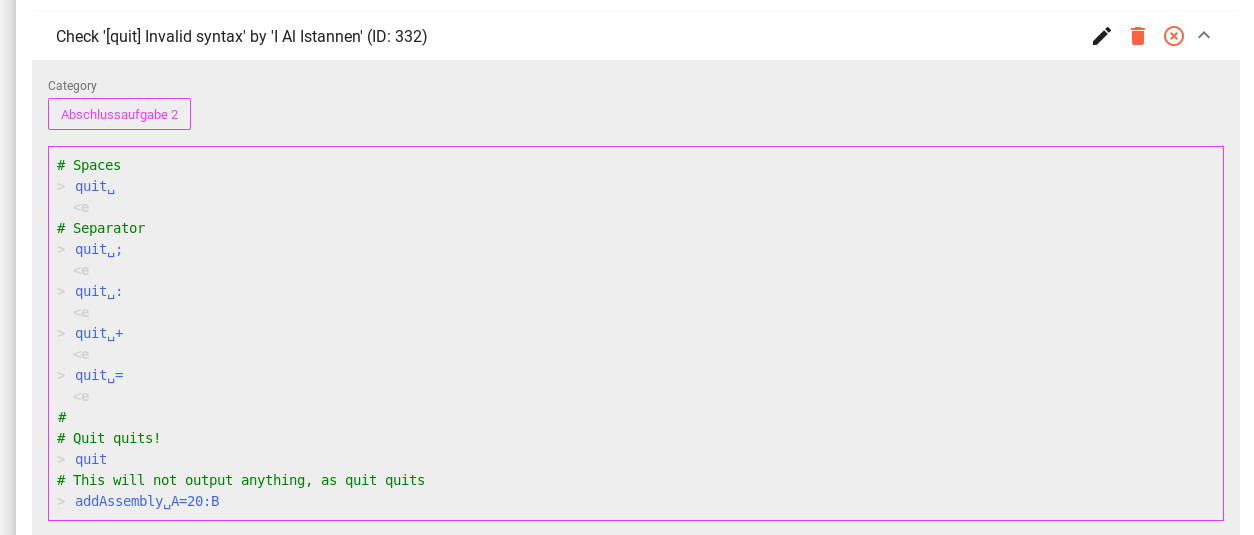 Check '[quit] Invalid syntax' by 'I Al Istannen' (ID: 332)
Category
Abschlussaufgabe 2
# Spaces
> quit␣
<e
# Separator
> quit␣;
<e
> quit␣:
<e
> quit␣+
<e
> quit␣=
<e
#
# Quit quits!
> quit
# This will not output anything, as quit quits
> addAssembly␣A=20:B